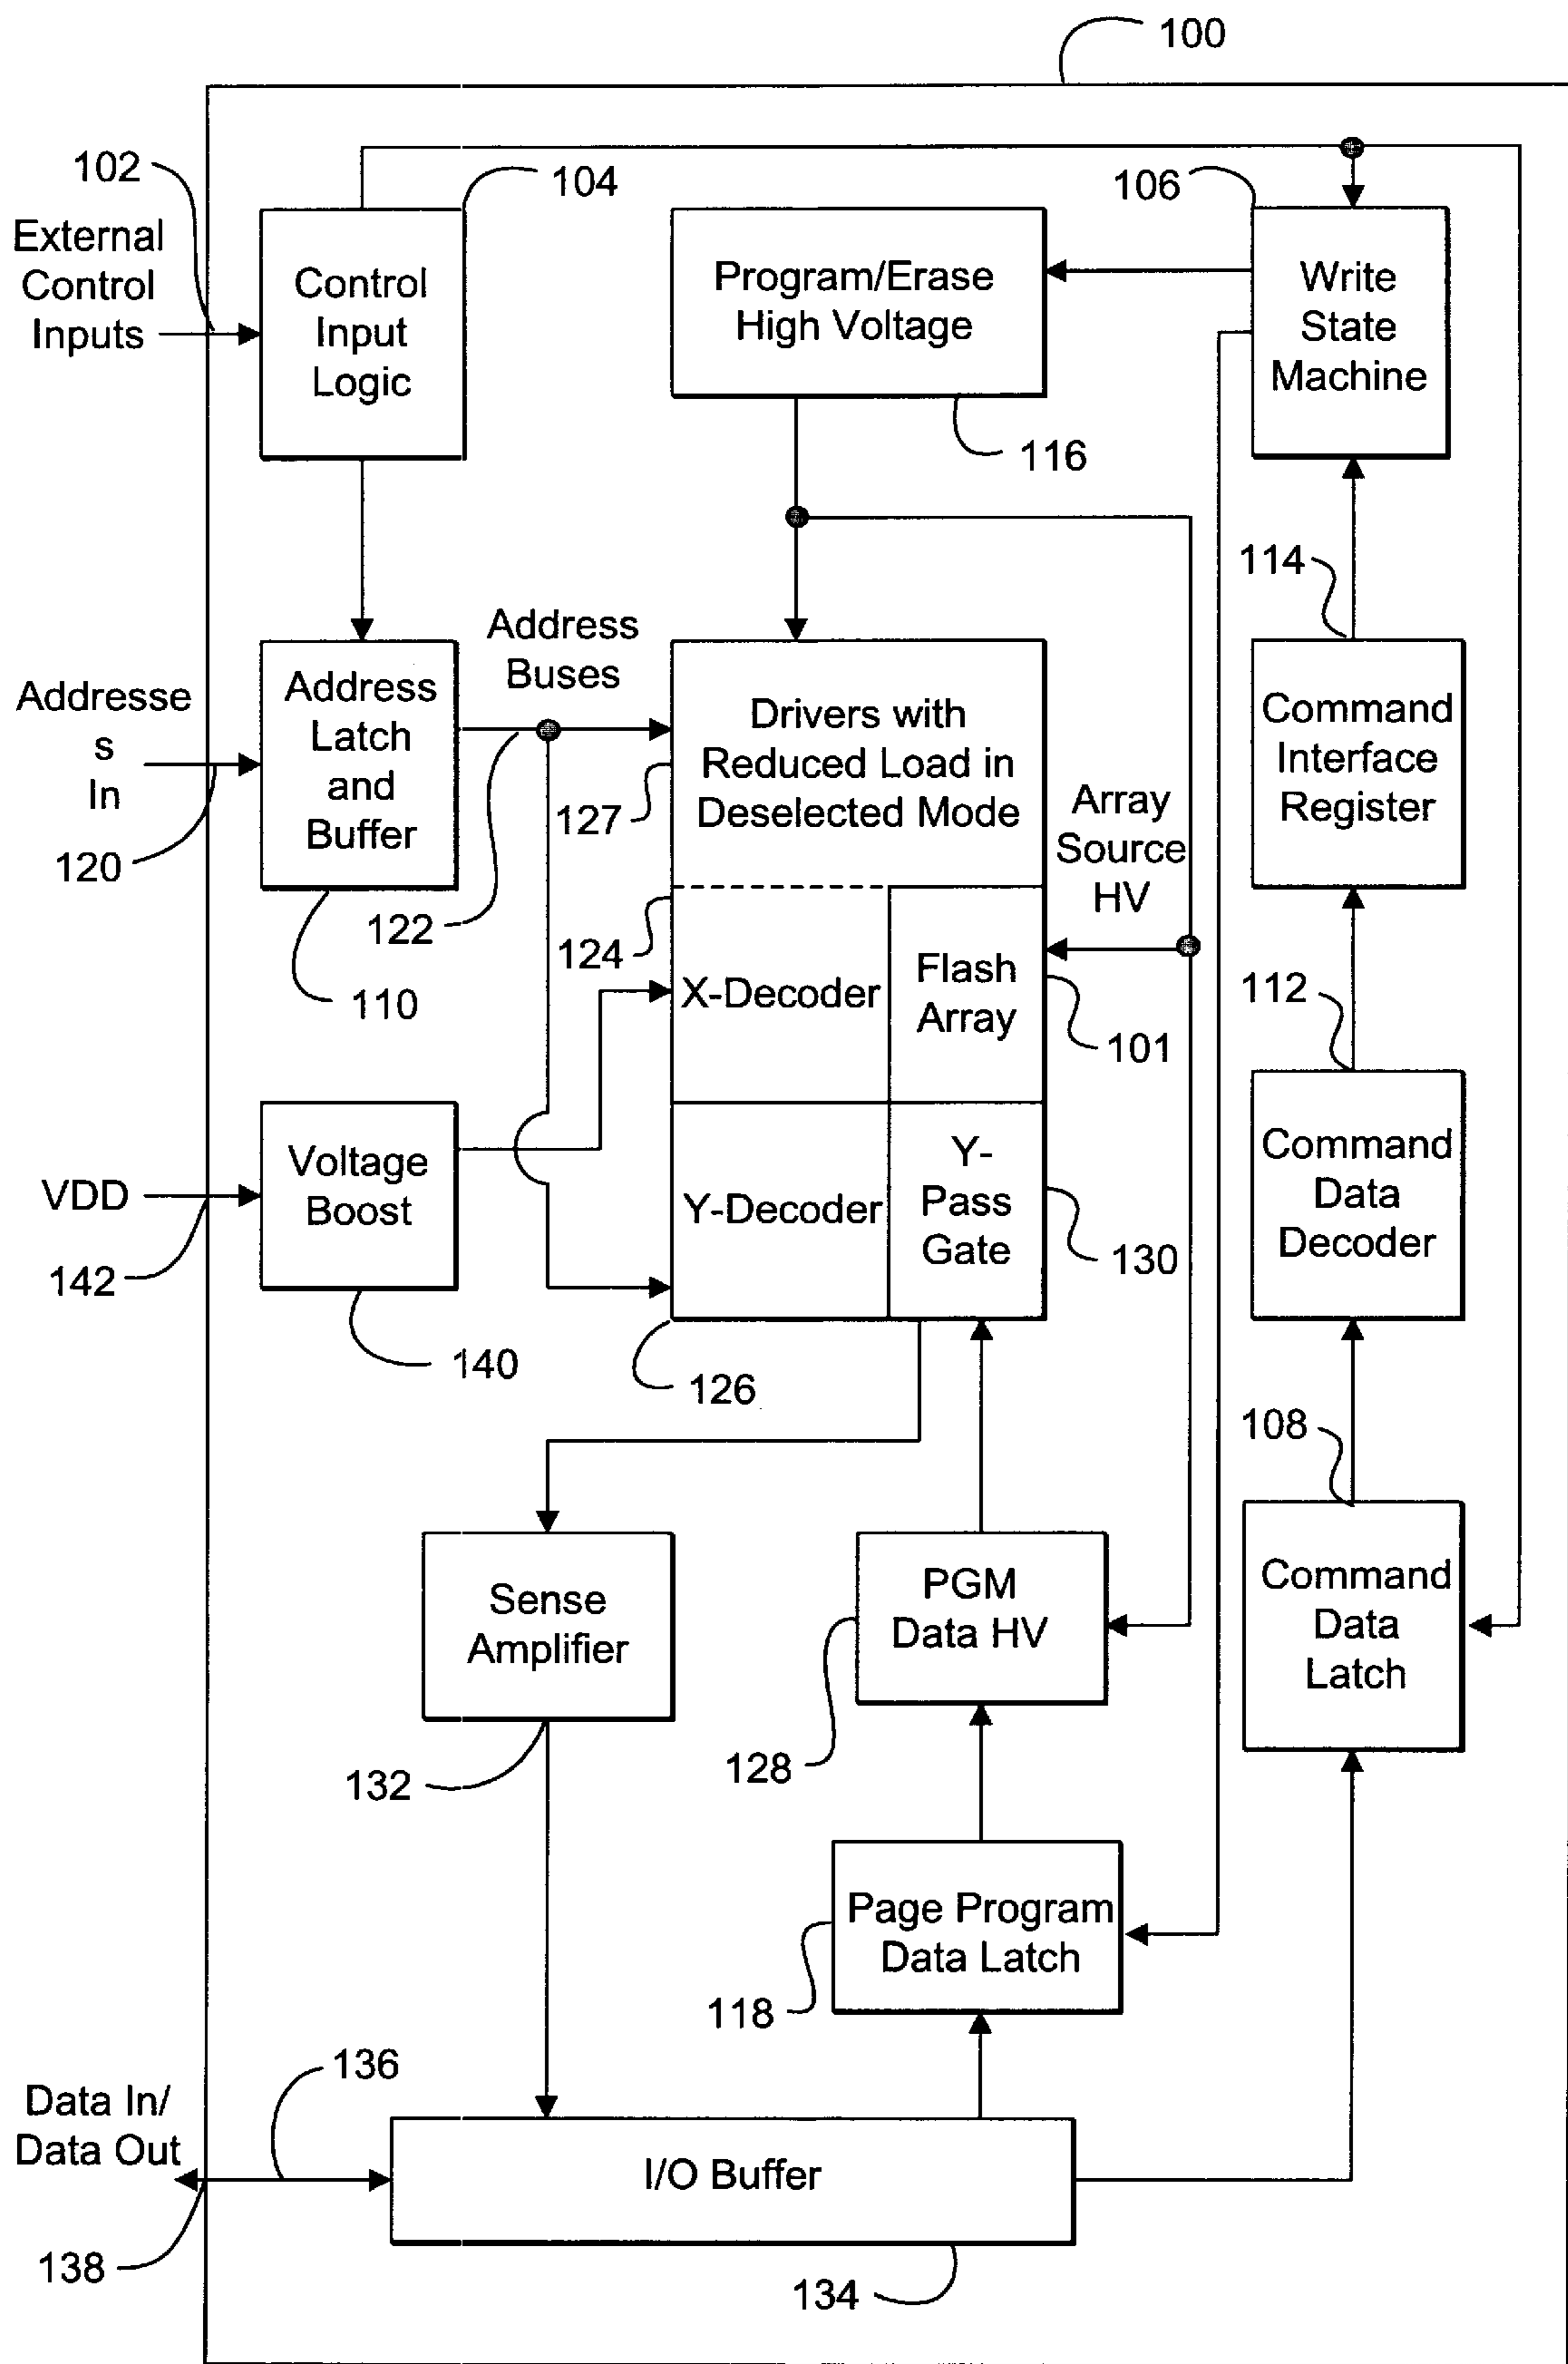 100
102
104
106
External
Control
Inputs
Control
Input
Logic
Program/Erase
High Voltage
Write
State
Machine
116
114
Address
Buses
Addresse
s
In
Address
Latch
and
Buffer
Drivers with
Reduced Load in
Deselected Mode
Command
Interface
Register
127
Array
Source
HV
120
122
124
110
X-Decoder
Flash
Array
101
112
VDD
Voltage
Boost
Y-Decoder
Y-
Pass
Gate
130
Command
Data
Decoder
142
140
126
108
Sense
Amplifier
PGM
Data HV
Command
Data
Latch
132
128
Page Program
Data Latch
118
136
Data In/
Data Out
I/O Buffer
138
134